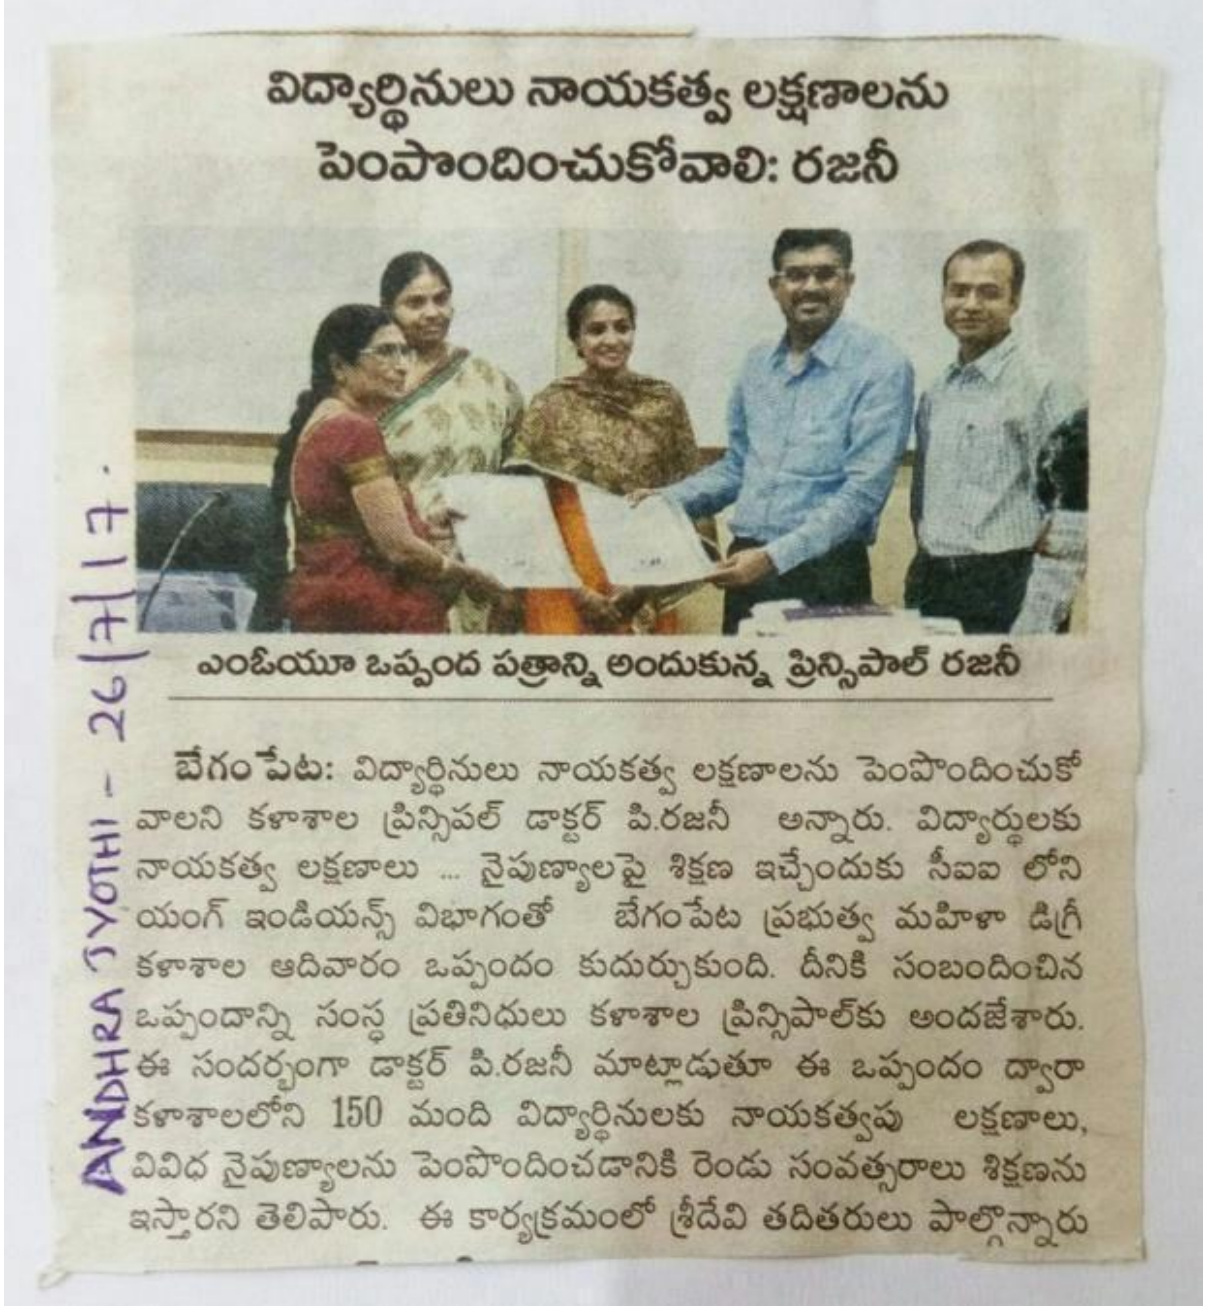 విద్యార్థినులు నాయకత్వ లక్షణాలను
పెంపొందించుకోవాలి: రజనీ
ఎంఓయూ ఒప్పంద పత్రాన్ని అందుకున్న ప్రిన్సిపాల్ రజనీ
బేగంపేట: విద్యార్థినులు నాయకత్వ లక్షణాలను పెంపొందించుకో
వాలని కళాశాల ప్రిన్సిపల్ డాక్టర్ పి.రజనీ అన్నారు. విద్యార్థులకు
నాయకత్వ లక్షణాలు ... నైపుణ్యాలపై శిక్షణ ఇచ్చేందుకు సీఐఐ లోని
యంగ్ ఇండియన్స్ విభాగంతో బేగంపేట ప్రభుత్వ మహిళా డిగ్రీ
కళాశాల ఆదివారం ఒప్పందం కుదుర్చుకుంది. దీనికి సంబందించిన
ఒప్పందాన్ని సంస్థ ప్రతినిధులు కళాశాల ప్రిన్సిపాల్‌కు అందజేశారు.
ఈ సందర్భంగా డాక్టర్ పి.రజనీ మాట్లాడుతూ ఈ ఒప్పందం ద్వారా
కళాశాలలోని 150 మంది విద్యార్థినులకు నాయకత్వపు లక్షణాలు,
వివిధ నైపుణ్యాలను పెంపొందించడానికి రెండు సంవత్సరాలు శిక్షణను
ఇస్తారని తెలిపారు. ఈ కార్యక్రమంలో శ్రీదేవి తదితరులు పాల్గొన్నారు
ANDHRA JYOTHI - 26/7/17.